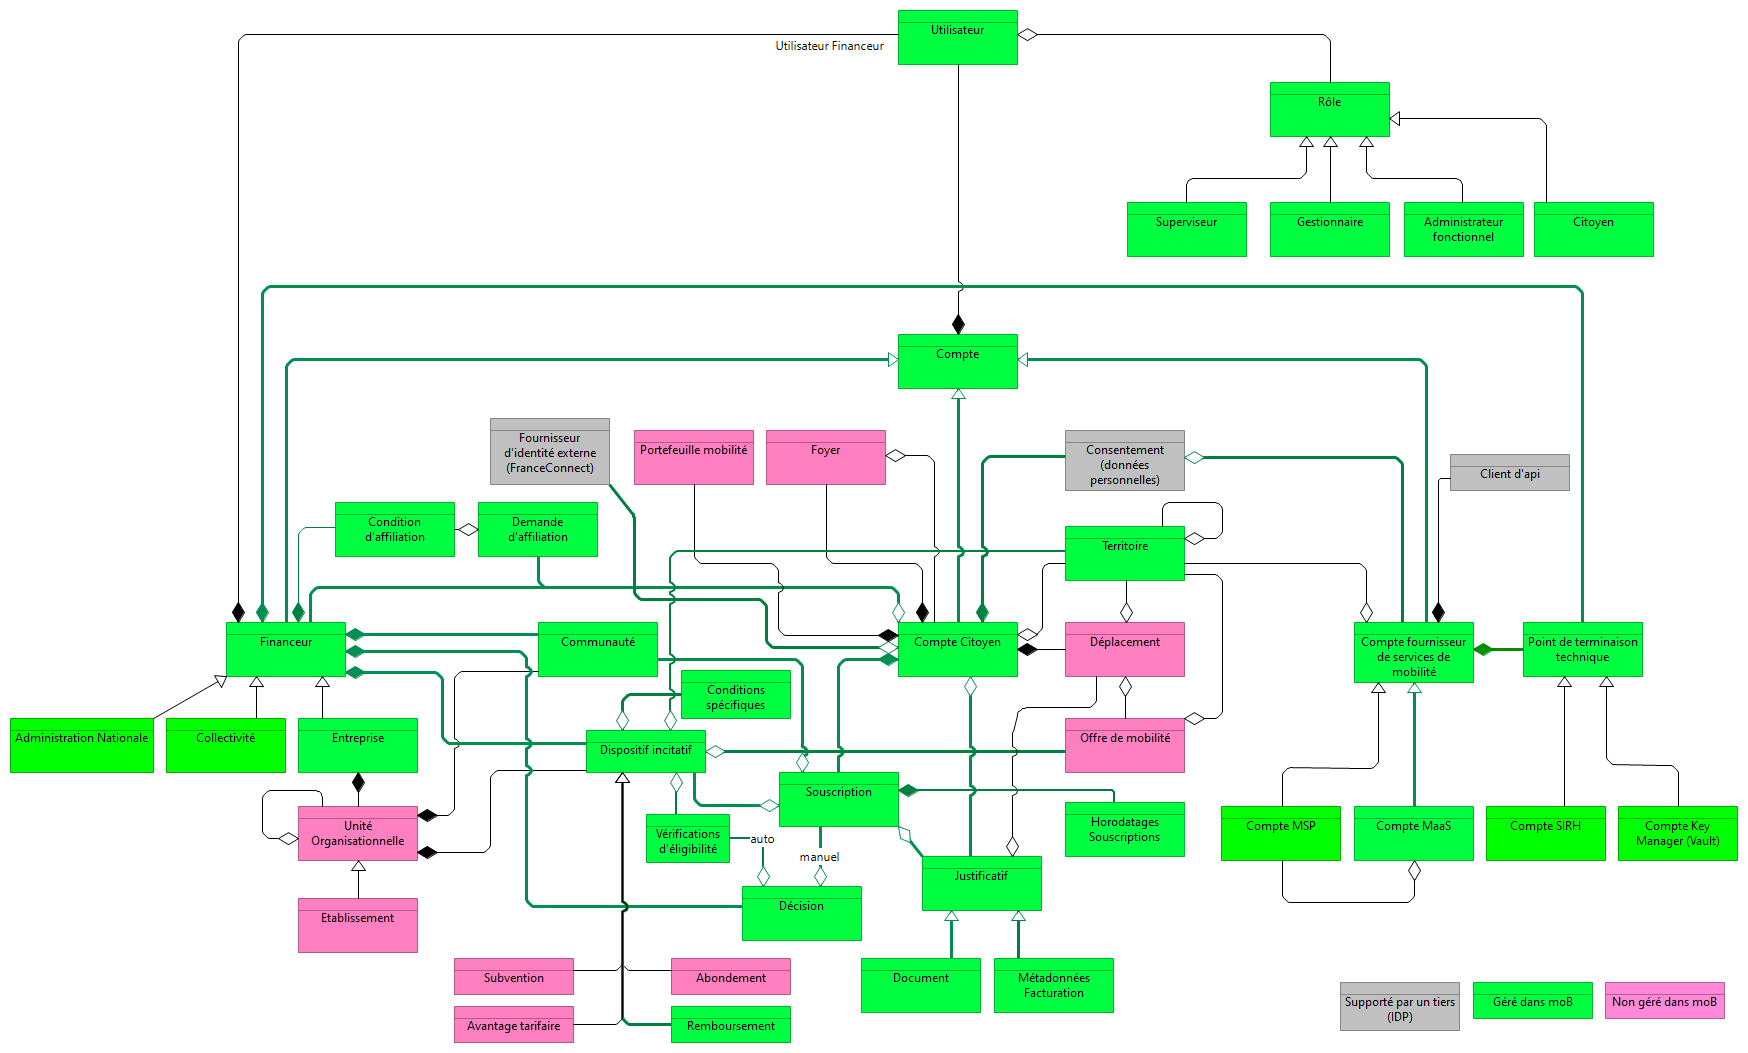 Utilisateur
Utilisateur Financeur
Rôle
Superviseur
Gestionnaire
Administrateur
fonctionnel
Citoyen
Compte
Fournisseur
d'identité externe
(FranceConnect)
Portefeuille mobilité
Foyer
Consentement
(données
personnelles)
Client d'api
Condition
d'affiliation
Demande
d'affiliation
Territoire
Financeur
Communauté
Compte Citoyen
Déplacement
Compte fournisseur
de services de
mobilité
Point de terminaison
technique
Conditions
spécifiques
Administration Nationale
Collectivité
Entreprise
Dispositif incitatif
Offre de mobilité
Souscription
Horodatages
Souscriptions
Unité
Organisationnelle
Vérifications
d'éligibilité
auto
manuel
Compte MSP
Compte MaaS
Compte SIRH
Compte Key
Manager (Vault)
Justificatif
Etablissement
Décision
Subvention
Abondement
Document
Métadonnées
Facturation
Avantage tarifaire
Remboursement
Supporté par un tiers
(IDP)
Géré dans moB
Non géré dans moB